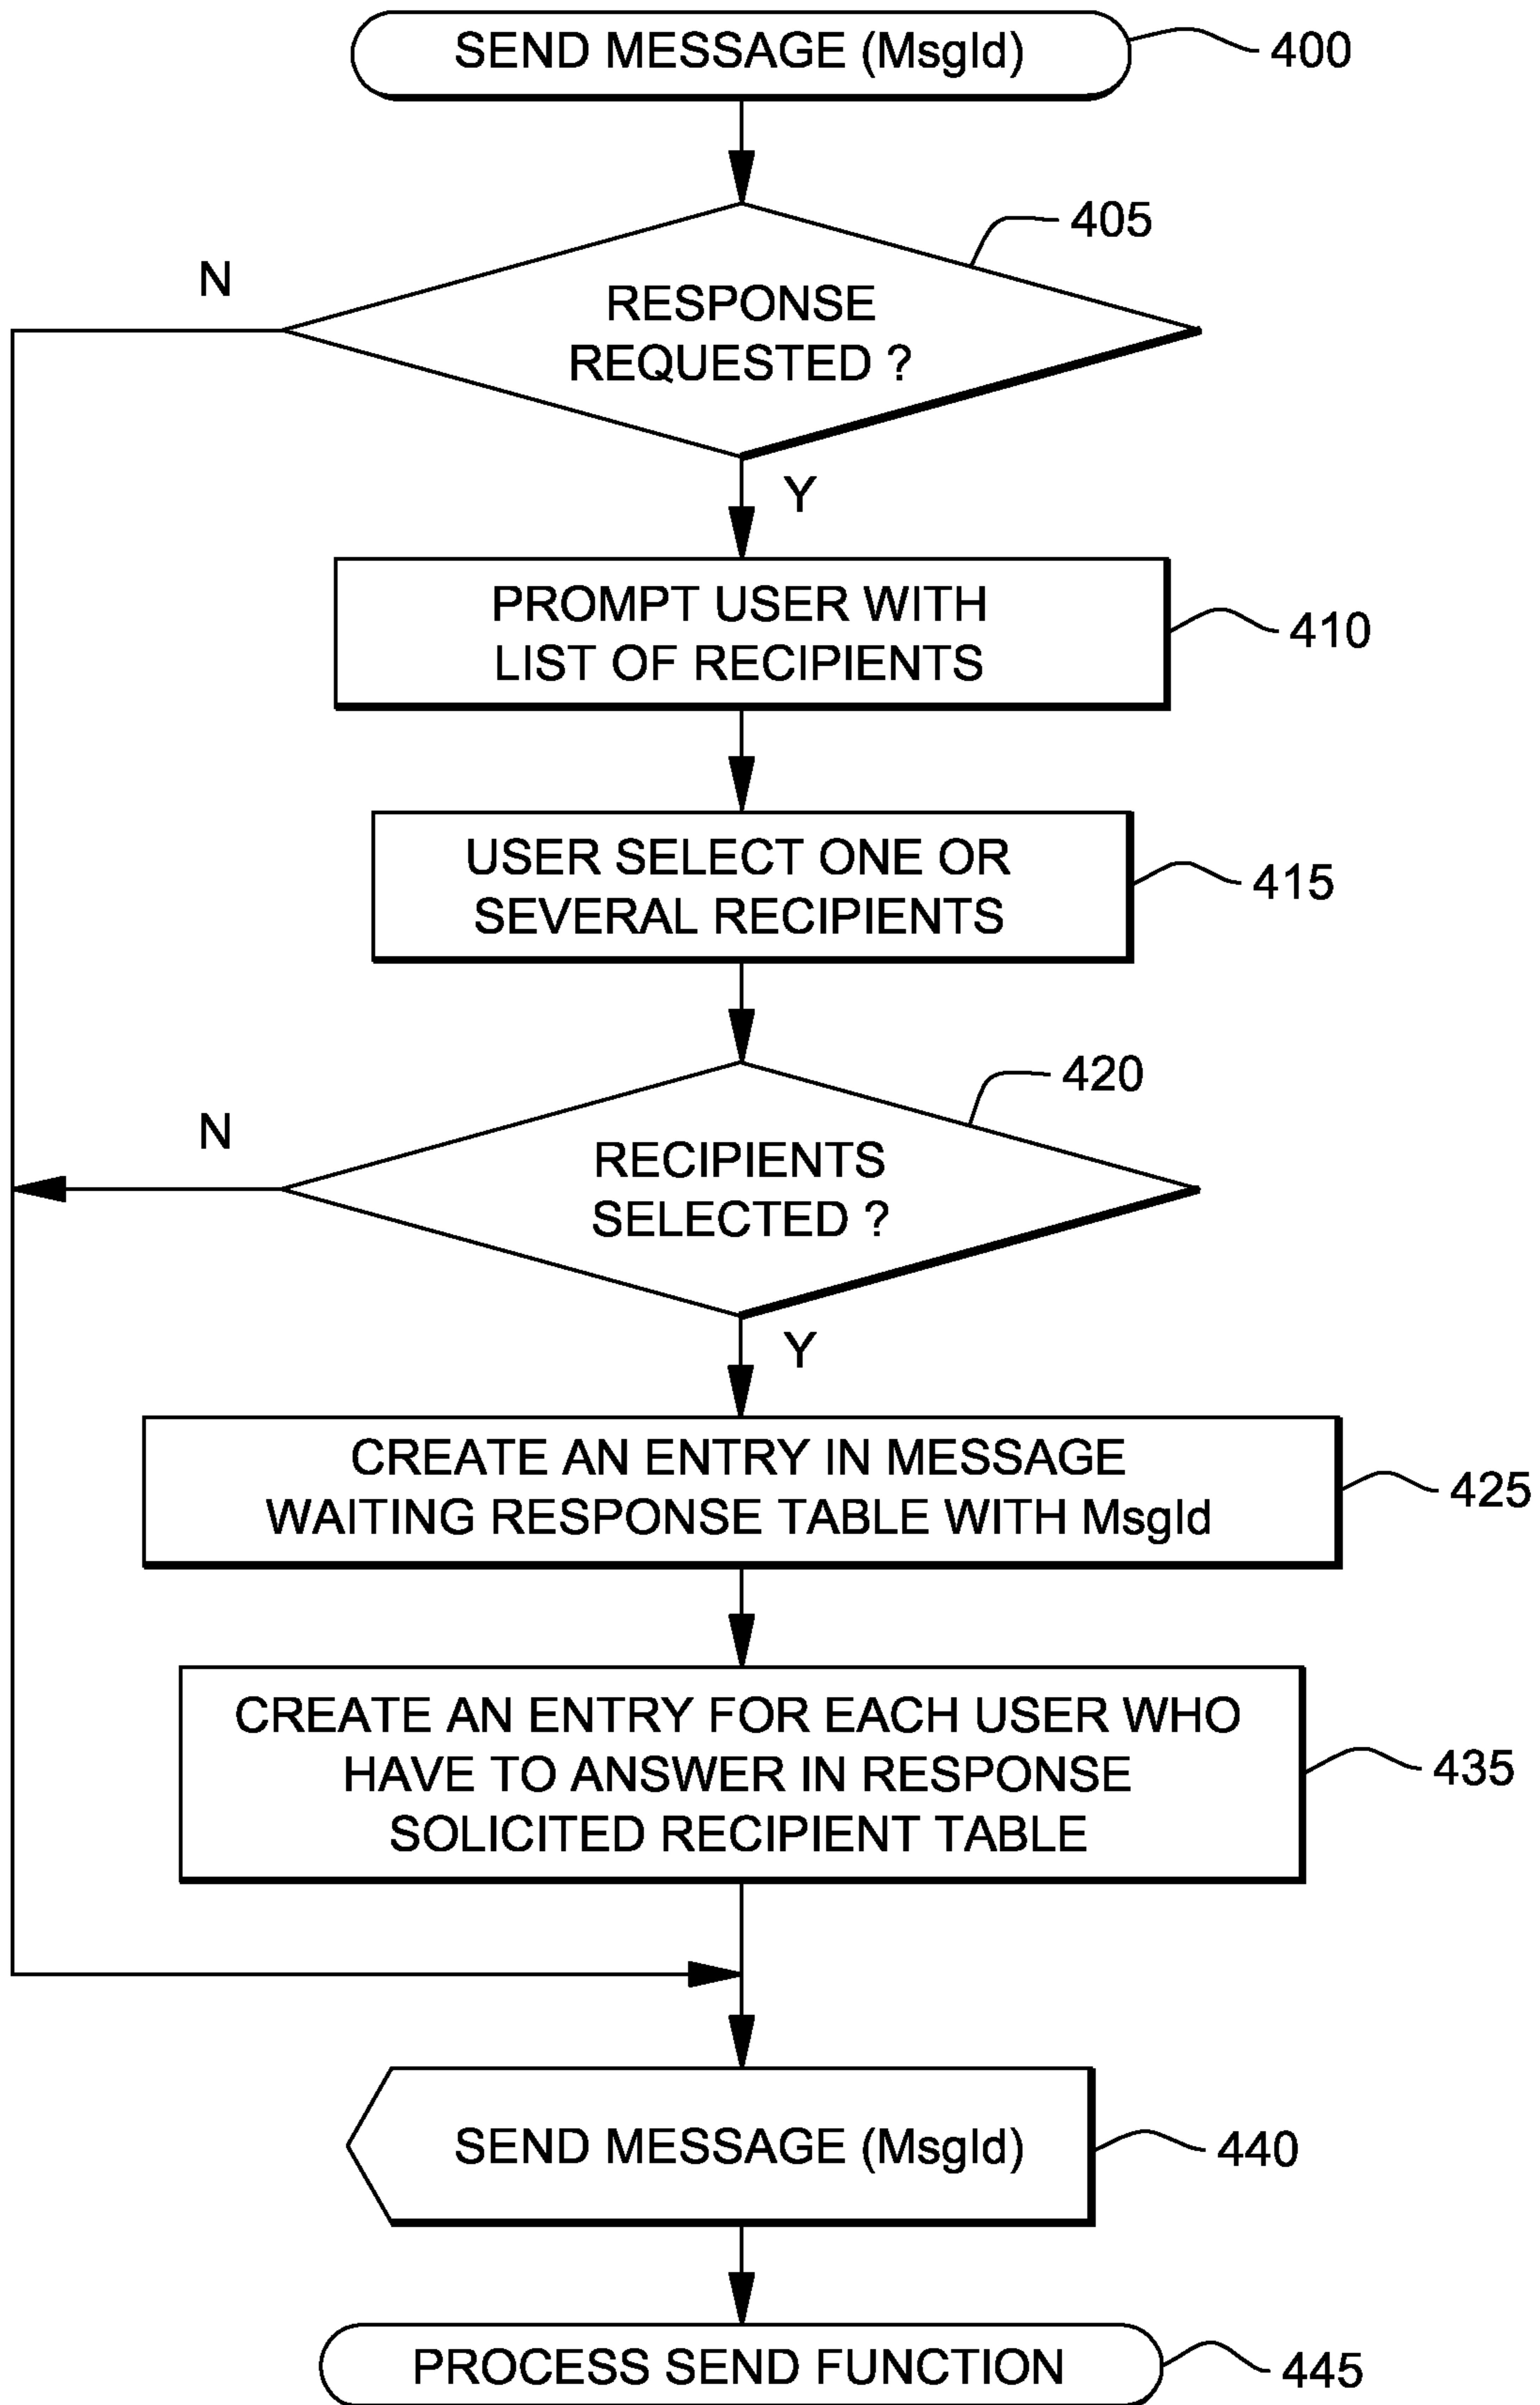 SEND MESSAGE (MsgId)
400
405
N
RESPONSE
REQUESTED ?
Y
PROMPT USER WITH
LIST OF RECIPIENTS
410
USER SELECT ONE OR
SEVERAL RECIPIENTS
415
420
N
RECIPIENTS
SELECTED ?
Y
CREATE AN ENTRY IN MESSAGE
WAITING RESPONSE TABLE WITH MsgId
425
CREATE AN ENTRY FOR EACH USER WHO
HAVE TO ANSWER IN RESPONSE
SOLICITED RECIPIENT TABLE
435
SEND MESSAGE (MsgId)
440
PROCESS SEND FUNCTION
445